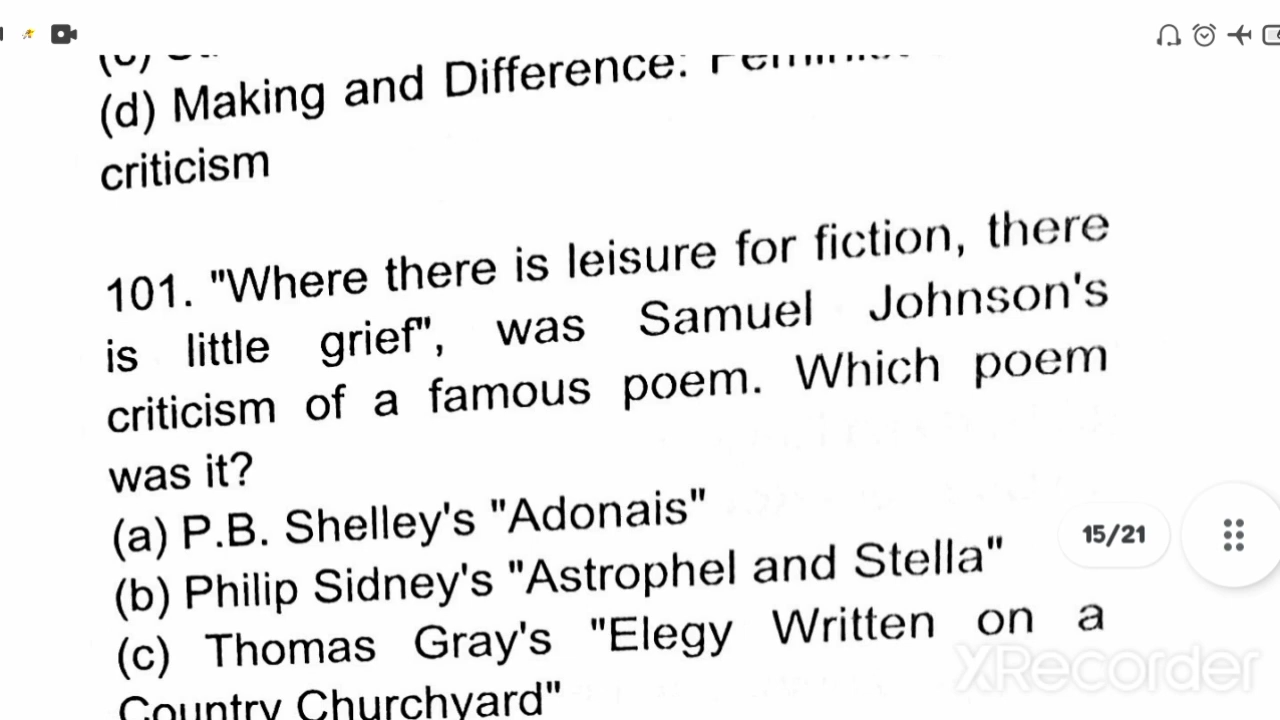 (d) Making and Difference:
criticism
101. "Where there is leisure for fiction, there
is little grief", was Samuel Johnson's
criticism of a famous poem. Which poem
was it?
(a) P.B. Shelley's "Adonais"
(b) Philip Sidney's "Astrophel and Stella"
15/21
(c) Thomas Gray's "Elegy Written on a
Country Churchyard"
XRecorder